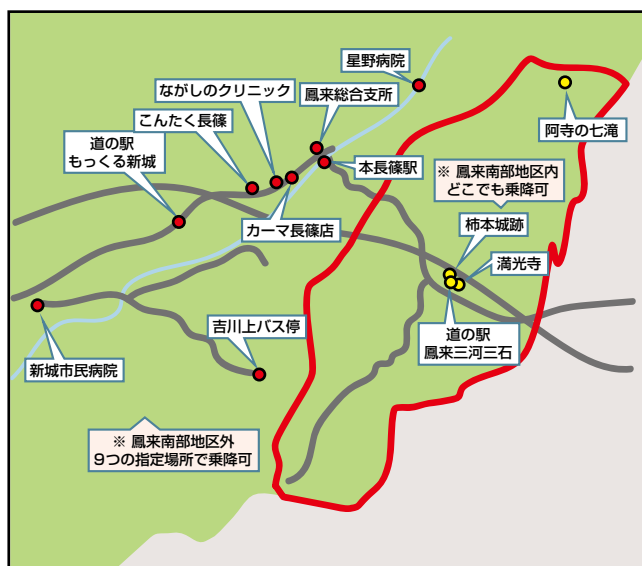 星野病院
ながしのクリニック
鳳来総合支所
こんたく長篠
阿寺の七滝
道の駅
もっくる新城
本長篠駅
※ 鳳来南部地区内
どこでも乗降可
カーマ長篠店
柿本城跡
満光寺
吉川上バス停
道の駅
鳳来三河三石
新城市民病院
※ 鳳来南部地区外
9つの指定場所で乗降可